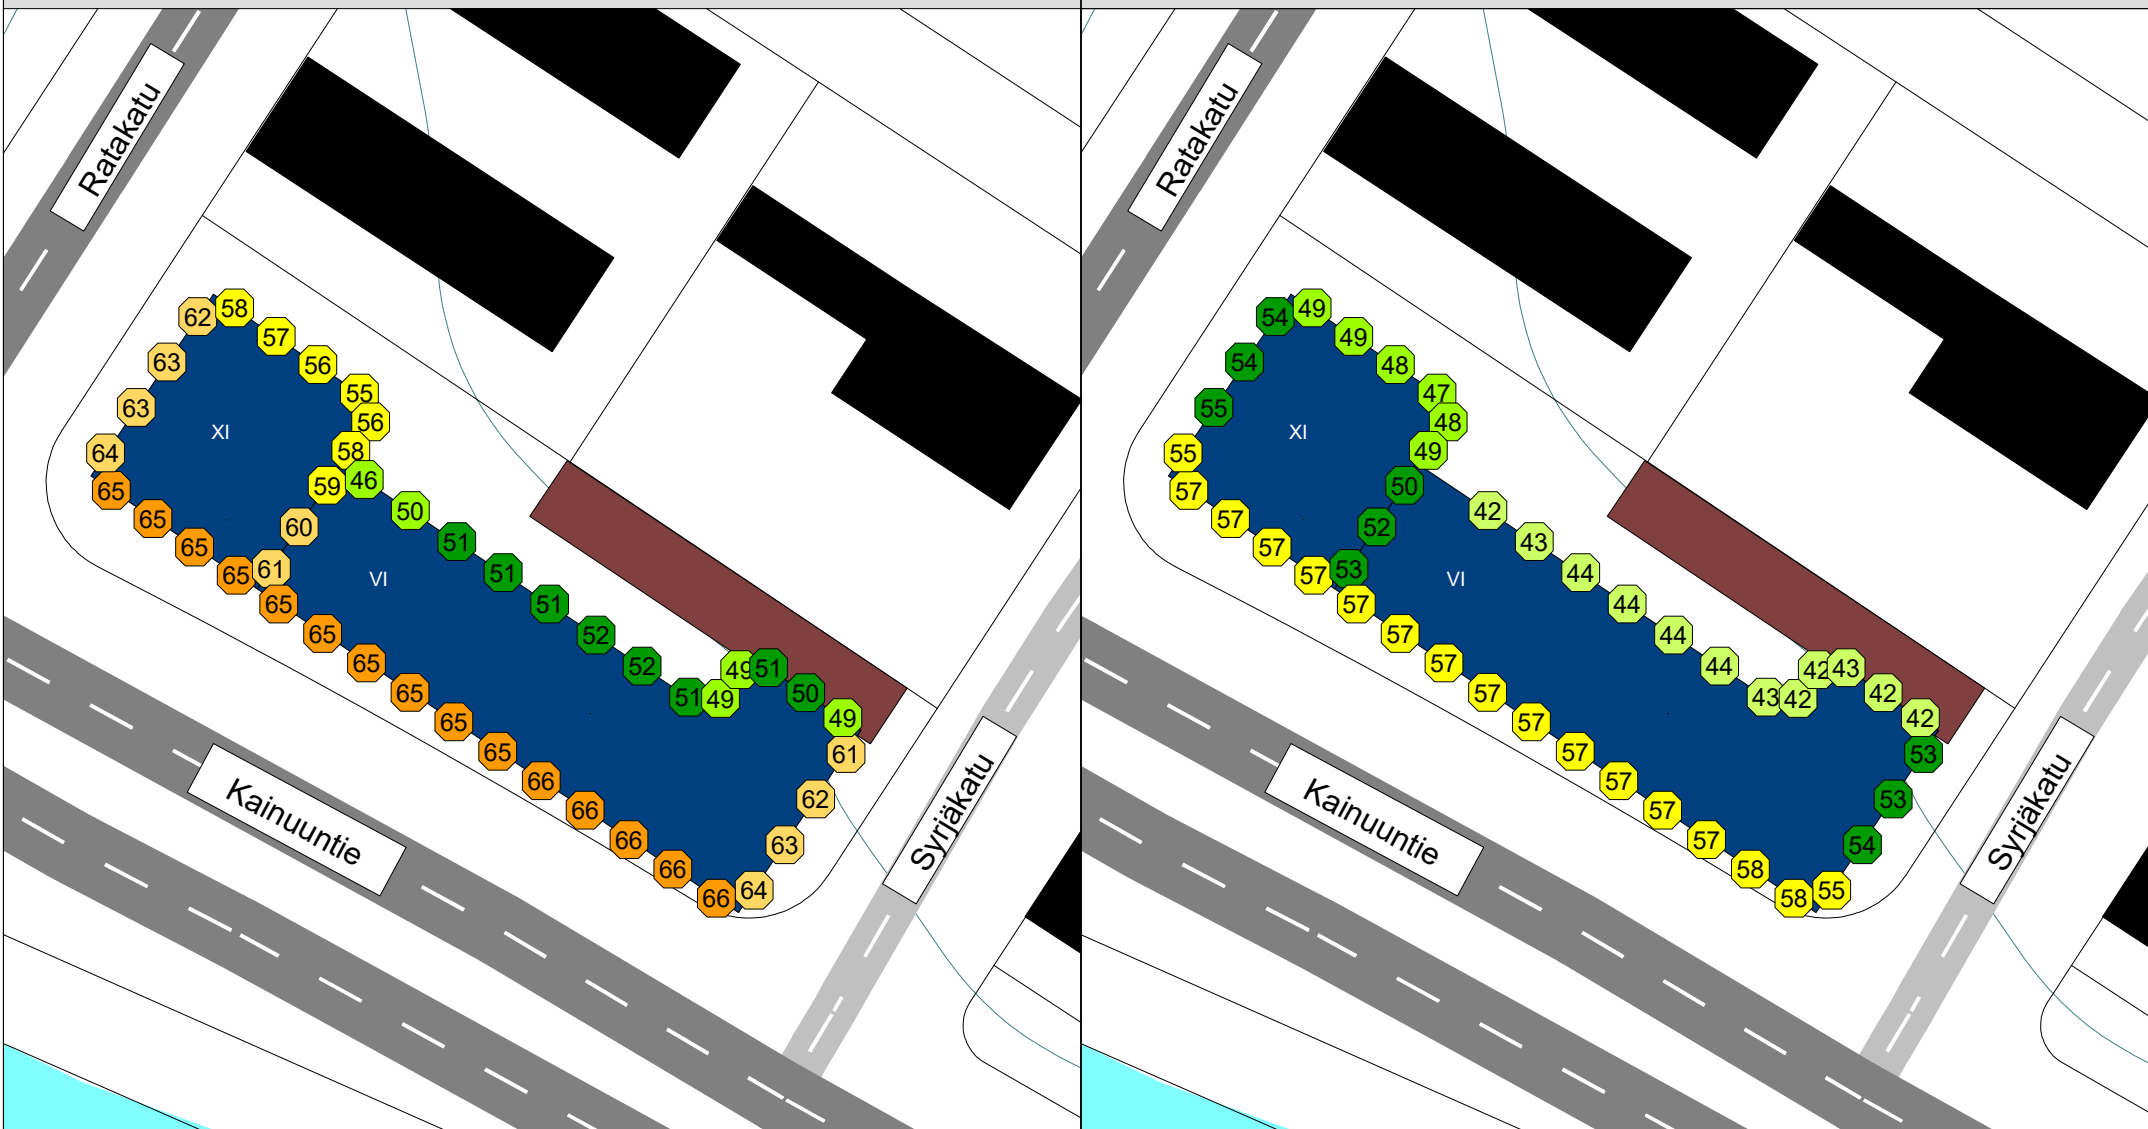 Ratakatu
62 58
57
63 56
55
63 56
XI
64 58
65 59 46
65 60 50
65 51
65 61 VI 51
65 51
65 52
65 52
65 51 49 49 51 50
65 49
65 61
66 62
66 63
66
66 64
66
Kainuuntie
Syrjäkatu
Ratakatu
54 49
49
54 48
47
55 48
XI
55 49
57 50
57 52 42
57 43
57 53 VI 44
57 44
57 44
57 44
57 43 42 42 43 42
57 42
57 53
57 53
57 54
57
58 55
58
Kainuuntie
Syrjäkatu